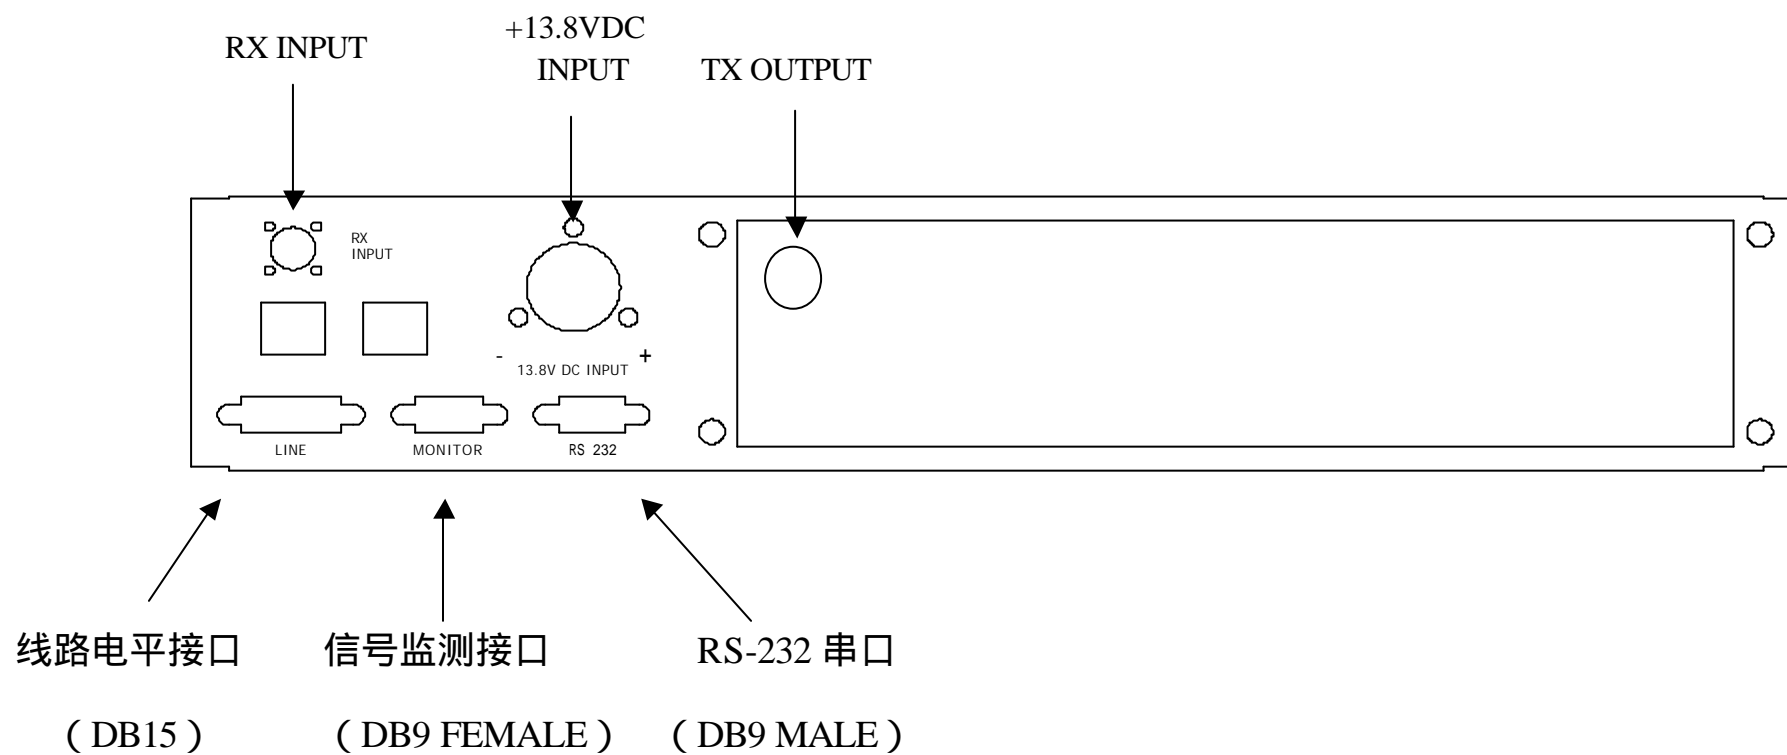 +13.8VDC
RX INPUT
INPUT
TX OUTPUT
RX
INPUT
- +
13.8V DC INPUT
LINE
MONITOR
RS 232
线路电平接口
信号监测接口
RS-232 串口
( DB15 )
( DB9 FEMALE )
( DB9 MALE )